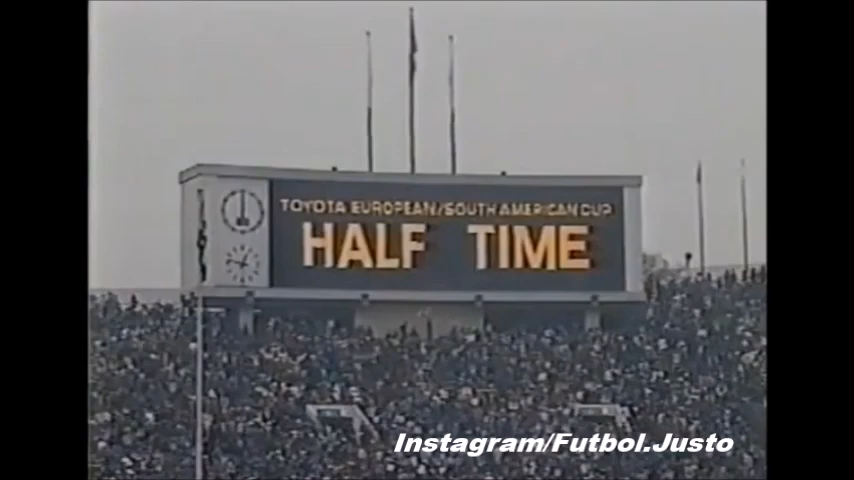 TOYOTA EUROPEAN/SOUTH AMERICAN CUP
HALF TIME
Instagram/Futbol.Justo